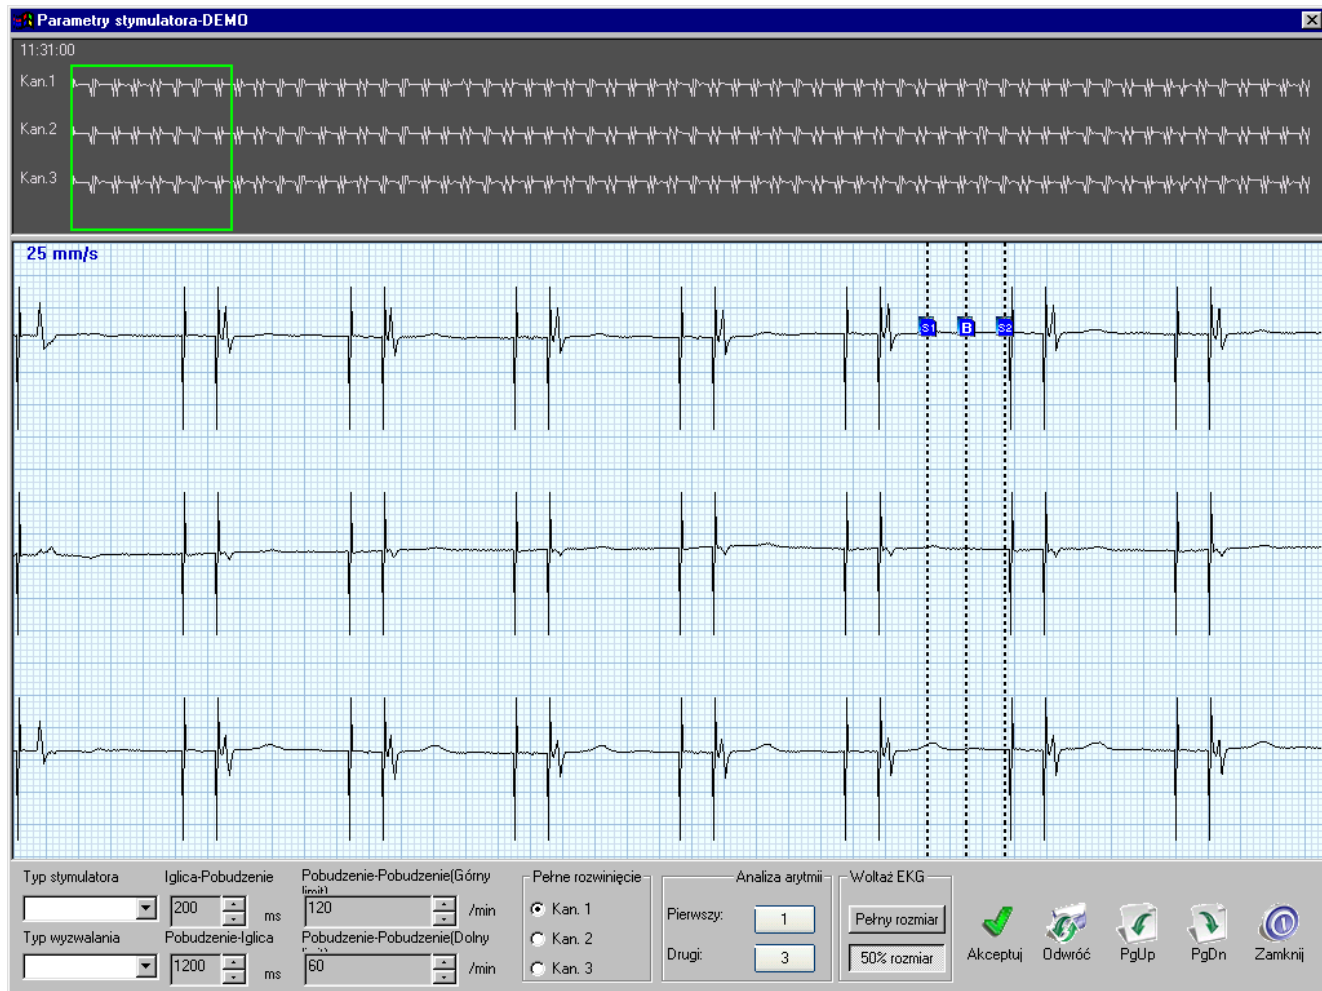 Parametry stymulatora-DEMO
11:31:00
Kan.1
Kan.2
Kan.3
25 mm/s
S1 B S2
Typ stymulatora
Iglica-Pobudzenie
200 ms
Pobudzenie-Pobudzenie(Górny limit)
120 /min
Typ wyzwalania
Pobudzenie-Iglica
1200 ms
Pobudzenie-Pobudzenie(Dolny
60 /min
Pełne rozwinięcie
Kan. 1
Kan. 2
Kan. 3
Analiza arytmii
Pierwszy: 1
Drugi: 3
Woltaż EKG
Pełny rozmiar
50% rozmiar
Akceptuj
Odwróć
PgUp
PgDn
Zamknij